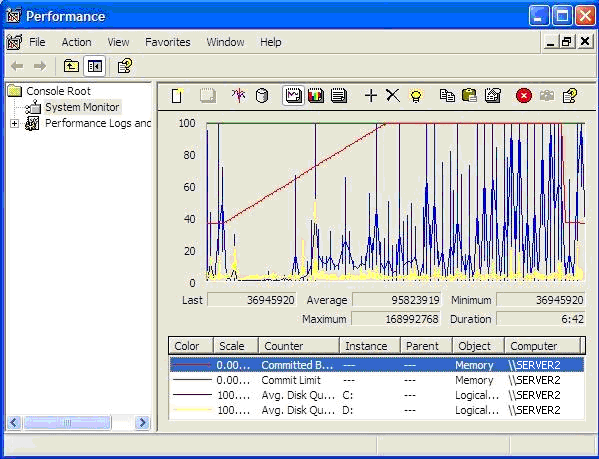 Performance
File Action View Favorites Window Help
Console Root
System Monitor
Performance Logs and
100
80
60
40
20
0
Last 36945920 Average 95823919 Minimum 36945920
Maximum 168992768 Duration 6:42
Color Scale Counter Instance Parent Object Computer
0.00... Committed B... --- --- Memory \\SERVER2
0.00... Commit Limit --- --- Memory \\SERVER2
100.... Avg. Disk Qu... C: --- Logical... \\SERVER2
100.... Avg. Disk Qu... D: --- Logical... \\SERVER2